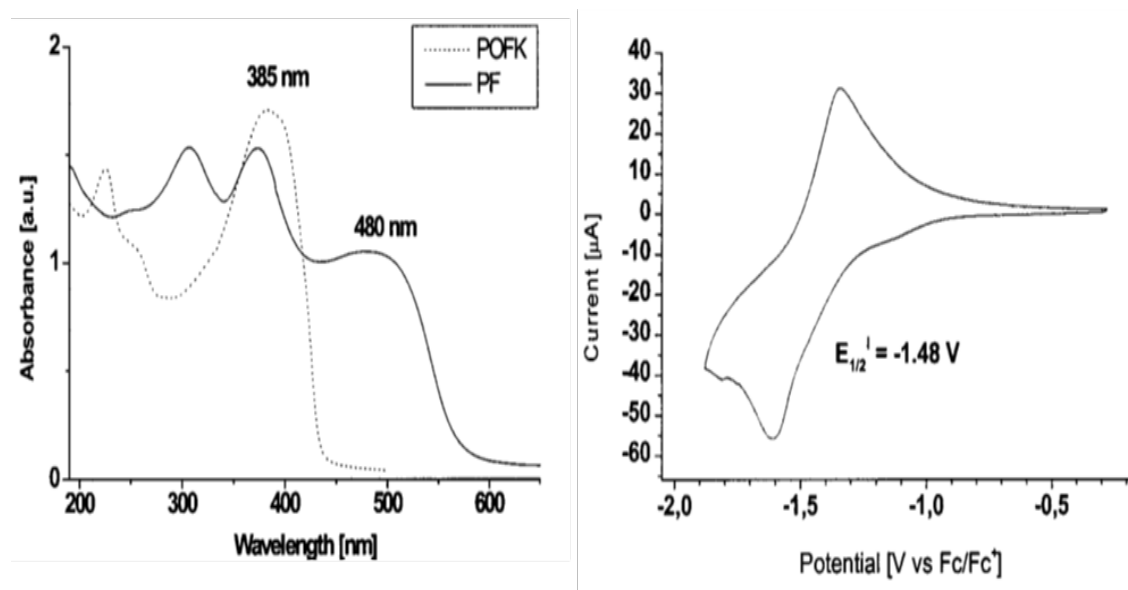 POFK
PF
385 nm
480 nm
2
1
0
Absorbance [a.u.]
200 300 400 500 600
Wavelength [nm]
40
30
20
10
0
-10
-20
-30
-40
-50
-60
Current [µA]
E1/2 I = -1.48 V
-2,0 -1,5 -1,0 -0,5
Potential [V vs Fc/Fc+]